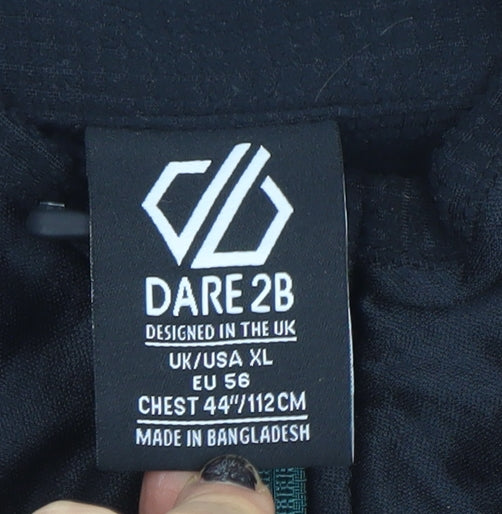 DARE 2B
DESIGNED IN THE UK
UK/USA XL
EU 56
CHEST 44"/112CM
MADE IN BANGLADESH